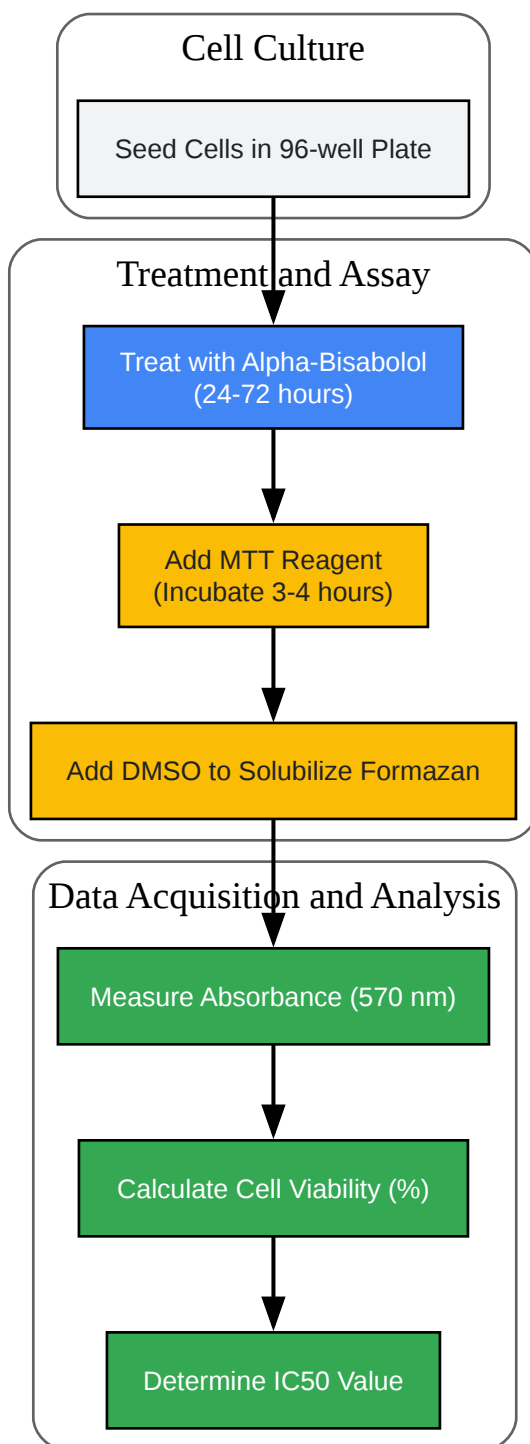 Cell Culture
Seed Cells in 96-well Plate
Treatment and Assay
Treat with Alpha-Bisabolol
(24-72 hours)
Add MTT Reagent
(Incubate 3-4 hours)
Add DMSO to Solubilize Formazan
Data Acquisition and Analysis
Measure Absorbance (570 nm)
Calculate Cell Viability (%)
Determine IC50 Value